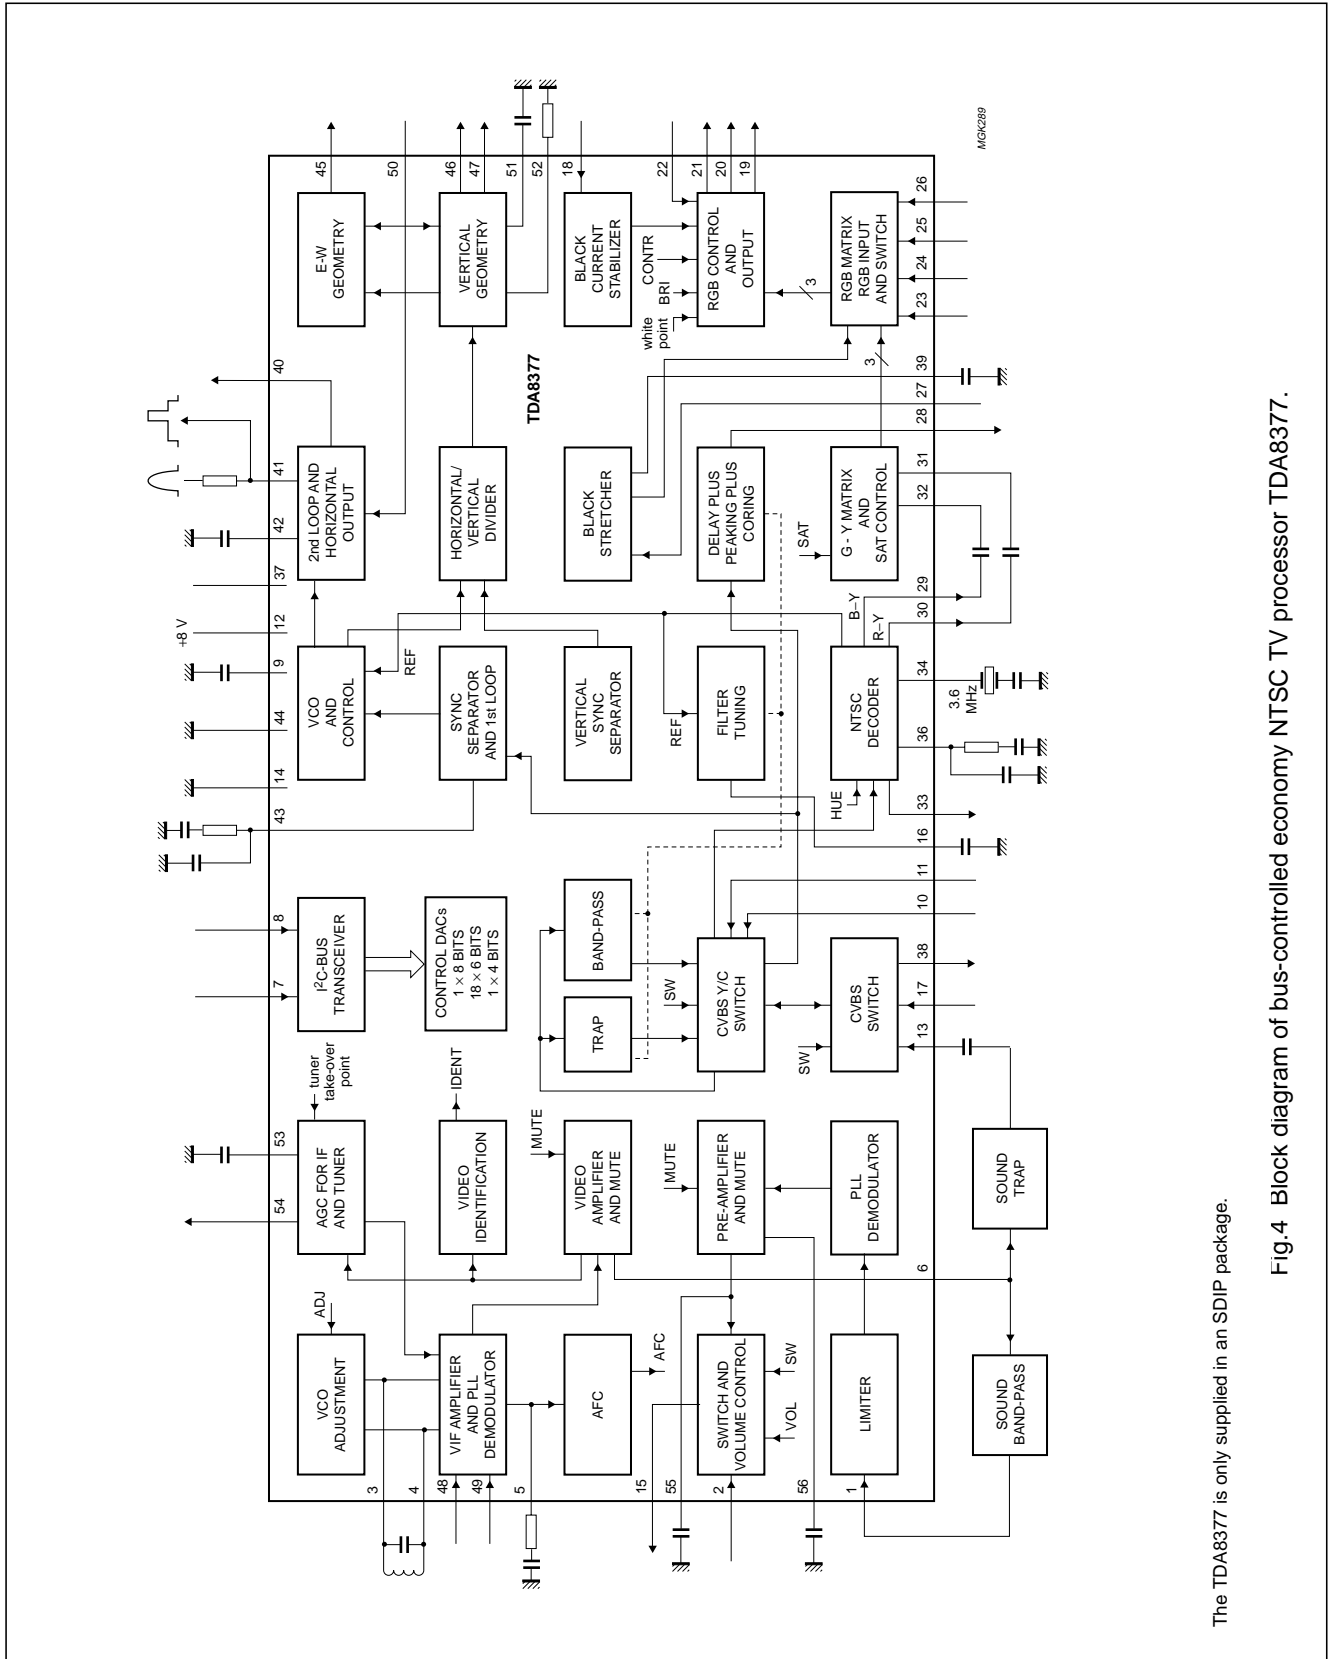 54
53
7
8
43
14
44
9
12
+8 V
37
42
41
40
ADJ
tuner
take-over
point
VCO
ADJUSTMENT
AGC FOR IF
AND TUNER
I²C-BUS
TRANSCEIVER
VCO
AND
CONTROL
2nd LOOP AND
HORIZONTAL
OUTPUT
E-W
GEOMETRY
45
50
3
4
REF
IDENT
VIF AMPLIFIER
AND PLL
DEMODULATOR
VIDEO
IDENTIFICATION
CONTROL DACs
1 × 8 BITS
18 × 6 BITS
1 × 4 BITS
SYNC
SEPARATOR
AND 1st LOOP
HORIZONTAL/
VERTICAL
DIVIDER
VERTICAL
GEOMETRY
46
47
48
49
5
51
52
TDA8377
MUTE
AFC
VIDEO
AMPLIFIER
AND MUTE
TRAP
BAND-PASS
VERTICAL
SYNC
SEPARATOR
BLACK
STRETCHER
BLACK
CURRENT
STABILIZER
18
AFC
MUTE
SW
REF
white
point
BRI
CONTR
22
15
55
2
56
SWITCH AND
VOLUME CONTROL
PRE-AMPLIFIER
AND MUTE
CVBS Y/C
SWITCH
FILTER
TUNING
DELAY PLUS
PEAKING PLUS
CORING
RGB CONTROL
AND
OUTPUT
21
20
19
VOL
SW
SW
HUE
B–Y
R–Y
SAT
3
3
1
LIMITER
PLL
DEMODULATOR
CVBS
SWITCH
NTSC
DECODER
G - Y MATRIX
AND
SAT CONTROL
RGB MATRIX
RGB INPUT
AND SWITCH
6
13
17
38
10
11
16
33
36
34
30
29
32
31
28
27
39
23
24
25
26
3.6
MHz
SOUND
BAND-PASS
SOUND
TRAP
MGK289
The TDA8377 is only supplied in an SDIP package.
Fig.4 Block diagram of bus-controlled economy NTSC TV processor TDA8377.